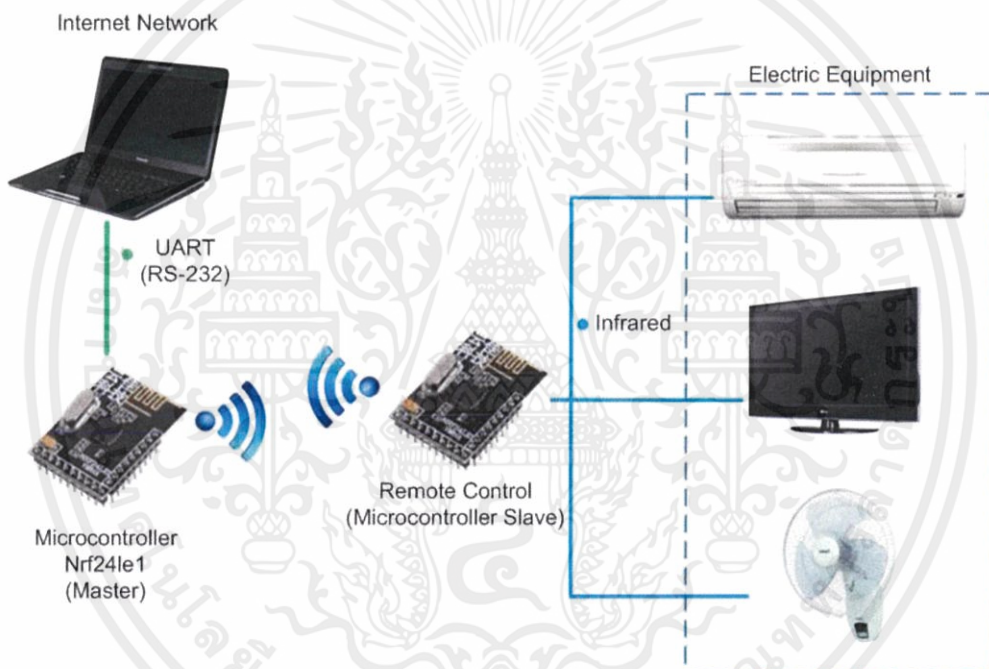 Internet Network
Electric Equipment
UART
(RS-232)
Infrared
Remote Control
(Microcontroller Slave)
Microcontroller
Nrf24le1
(Master)